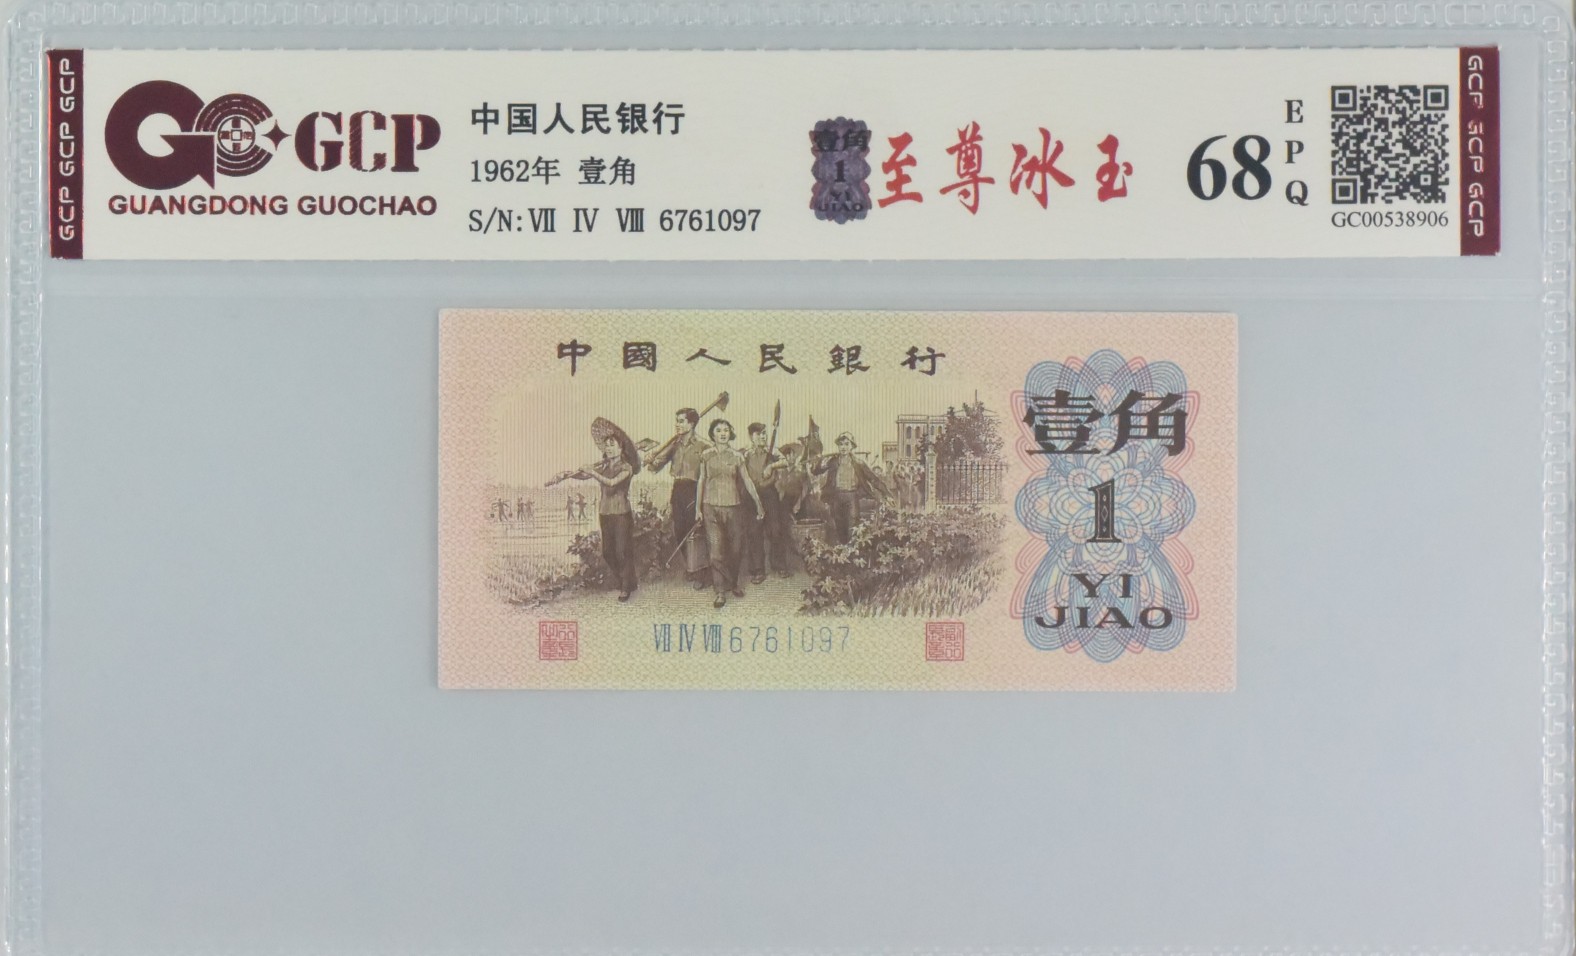 GCP GCP GCP
GCP
GUANGDONG GUOCHAO
中国人民银行
1962年 壹角
S/N: Ⅶ Ⅳ Ⅷ 6761097
壹角
1
YI
JIAO
至尊冰玉
68
E
P
Q
GC00538906
GCP GCP GCP
中國人民銀行
壹角
1
YI
JIAO
Ⅶ Ⅳ Ⅷ 6761097